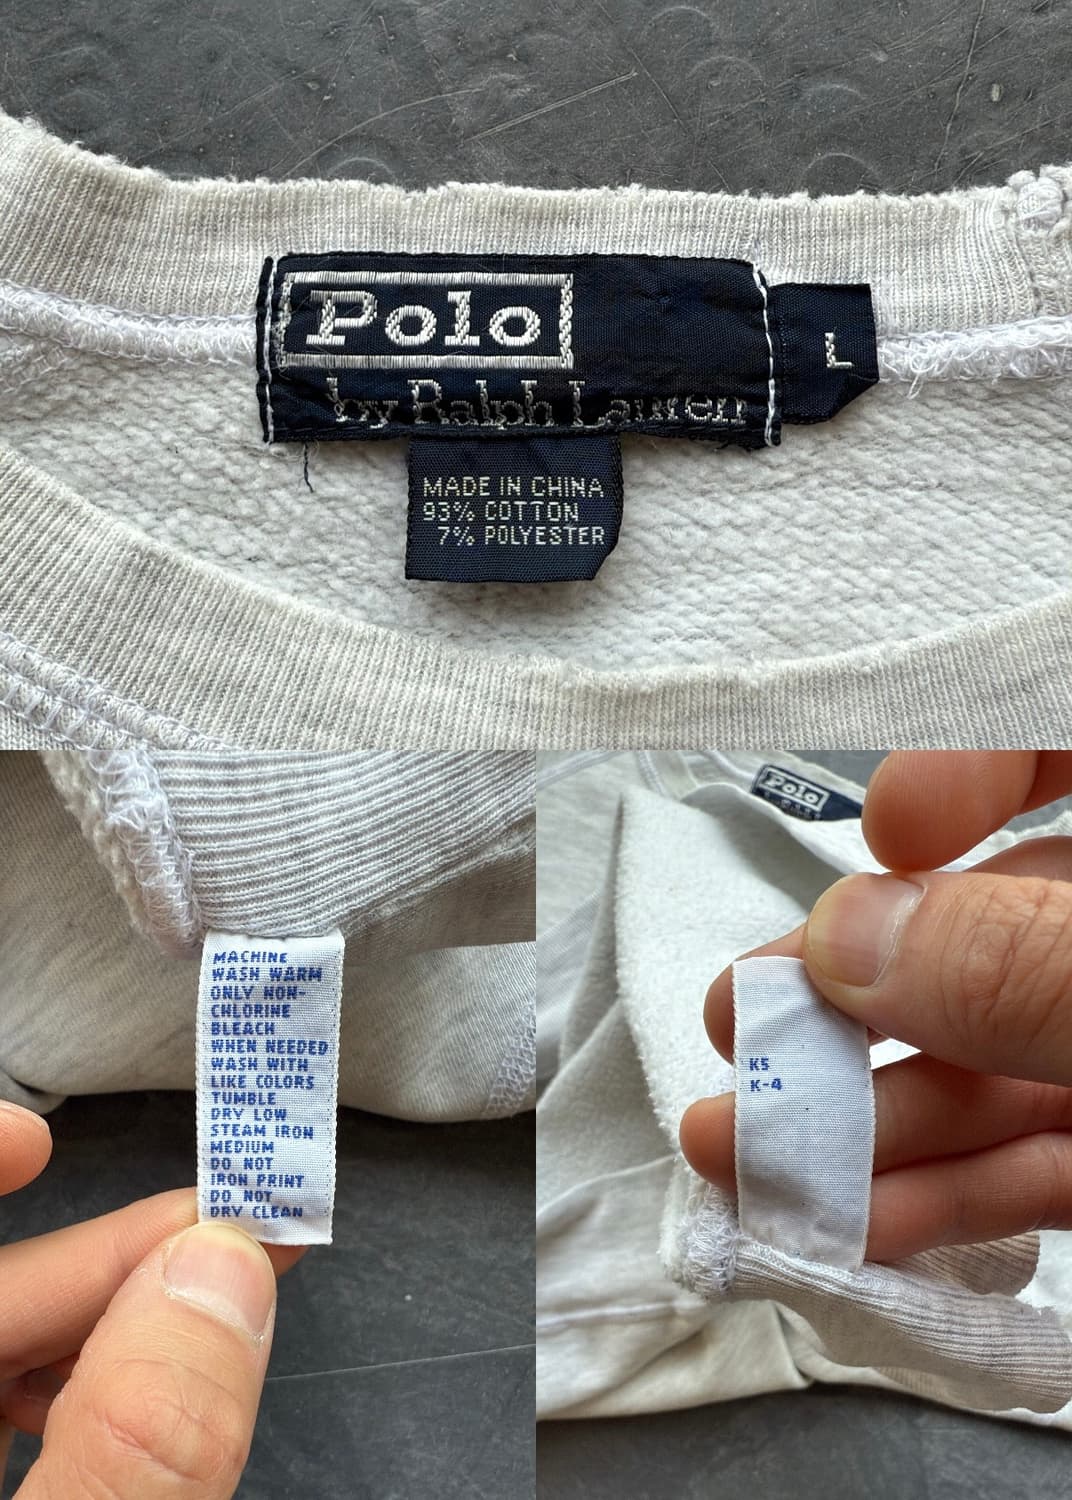 Polo
by Ralph Lauren
L
MADE IN CHINA
93% COTTON
7% POLYESTER
MACHINE
WASH WARM
ONLY NON-
CHLORINE
BLEACH
WHEN NEEDED
WASH WITH
LIKE COLORS
TUMBLE
DRY LOW
STEAM IRON
MEDIUM
DO NOT
IRON PRINT
DO NOT
DRY CLEAN
Polo
K5
K-4